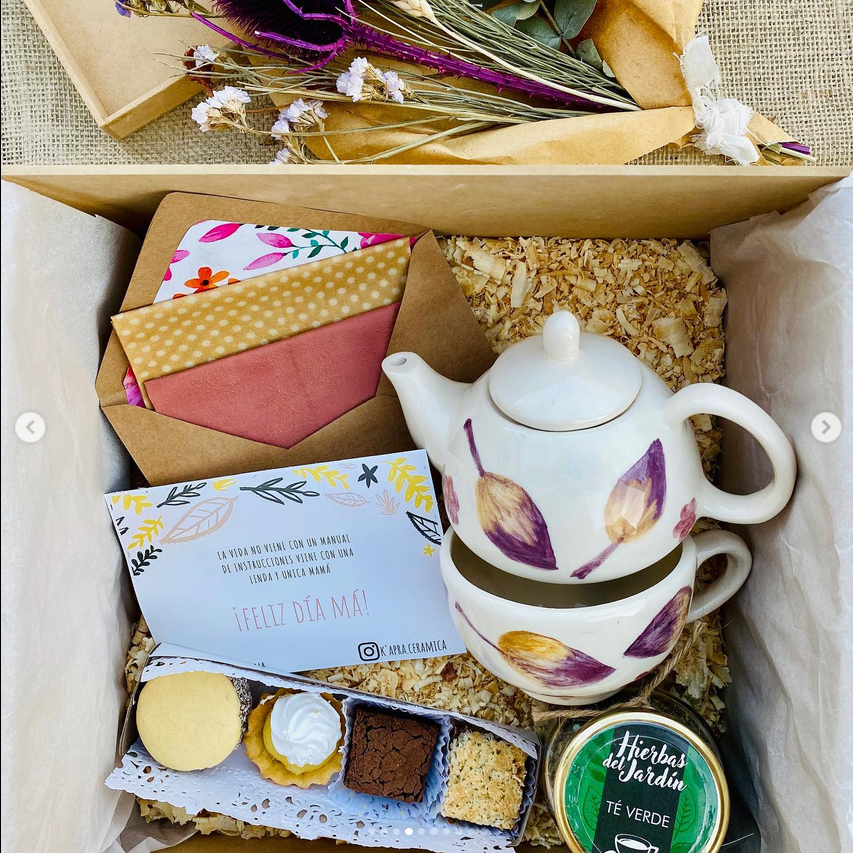 LA VIDA NO VIENE CON UN MANUAL
DE INSTRUCCIONES VIENE CON UNA
LINDA Y UNICA MAMÁ
¡FELIZ DÍA MÁ!
K'APRA.CERAMICA
Hierbas
del Jardín
TÉ VERDE